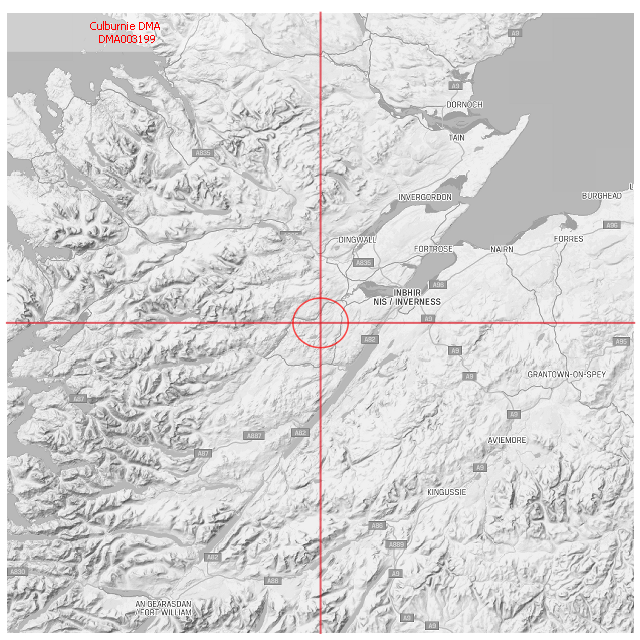 Culburnie DMA
DMA003199
A9
A9
DORNOCH
TAIN
A835
INVERGORDON
BURGHEAD
L
A96
DINGWALL
FORTROSE
NAIRN
FORRES
A835
A96
INBHIR
NIS / INVERNESS
A9
A82
A9
A95
A9
GRANTOWN-ON-SPEY
A87
A9
A887
A82
AVIEMORE
A87
A9
KINGUSSIE
A86
A889
A82
A830
A86
A9
AN GEARASDAN
/ FORT WILLIAM
A9
A9